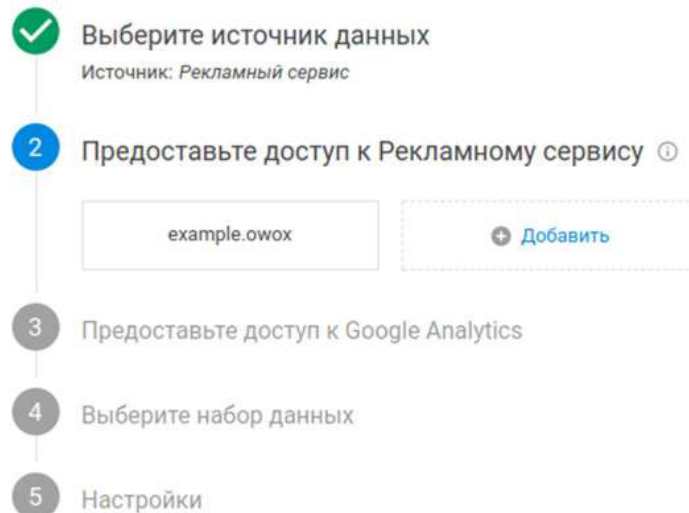 Выберите источник данных
Источник: Рекламный сервис
2
Предоставьте доступ к Рекламному сервису
example.owox
Добавить
3
Предоставьте доступ к Google Analytics
4
Выберите набор данных
5
Настройки